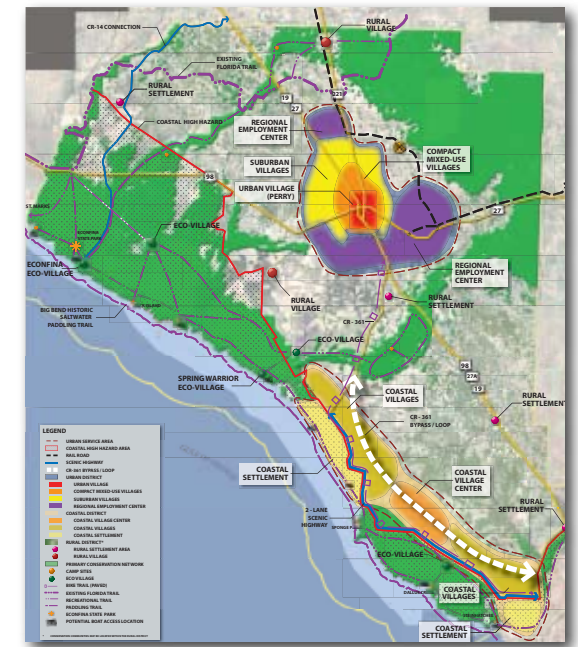 CR-14 CONNECTION
RURAL
VILLAGE
EXISTING
FLORIDA TRAIL
RURAL
SETTLEMENT
19
27
221
COASTAL HIGH HAZARD
REGIONAL
EMPLOYMENT
CENTER
SUBURBAN
VILLAGES
COMPACT
MIXED-USE
VILLAGES
98
URBAN VILLAGE
(PERRY)
27
ST. MARKS
ECONFINA
STATE PARK
ECO-VILLAGE
ECONFINA
ECO-VILLAGE
REGIONAL
EMPLOYMENT
CENTER
RURAL
VILLAGE
RURAL
SETTLEMENT
BIG BEND HISTORIC
SALTWATER
PADDLING TRAIL
CR - 361
ECO-VILLAGE
98
27A
19
SPRING WARRIOR
ECO-VILLAGE
COASTAL
VILLAGES
RURAL
SETTLEMENT
CR - 361
BYPASS / LOOP
COASTAL
SETTLEMENT
COASTAL
VILLAGE
CENTER
2 - LANE
SCENIC
HIGHWAY
RURAL
SETTLEMENT
ECO-VILLAGE
COASTAL
VILLAGES
COASTAL
SETTLEMENT
LEGEND
URBAN SERVICE AREA
COASTAL HIGH HAZARD AREA
RAIL ROAD
SCENIC HIGHWAY
CR-361 BYPASS / LOOP
URBAN DISTRICT
URBAN VILLAGE
COMPACT MIXED-USE VILLAGES
SUBURBAN VILLAGES
REGIONAL EMPLOYMENT CENTER
COASTAL DISTRICT
COASTAL VILLAGE CENTER
COASTAL VILLAGES
COASTAL SETTLEMENT
RURAL DISTRICT*
RURAL SETTLEMENT AREA
RURAL VILLAGE
PRIMARY CONSERVATION NETWORK
CAMP SITES
ECO VILLAGE
BIKE TRAIL (PAVED)
EXISTING FLORIDA TRAIL
RECREATIONAL TRAIL
PADDLING TRAIL
ECONFINA STATE PARK
POTENTIAL BOAT ACCESS LOCATION